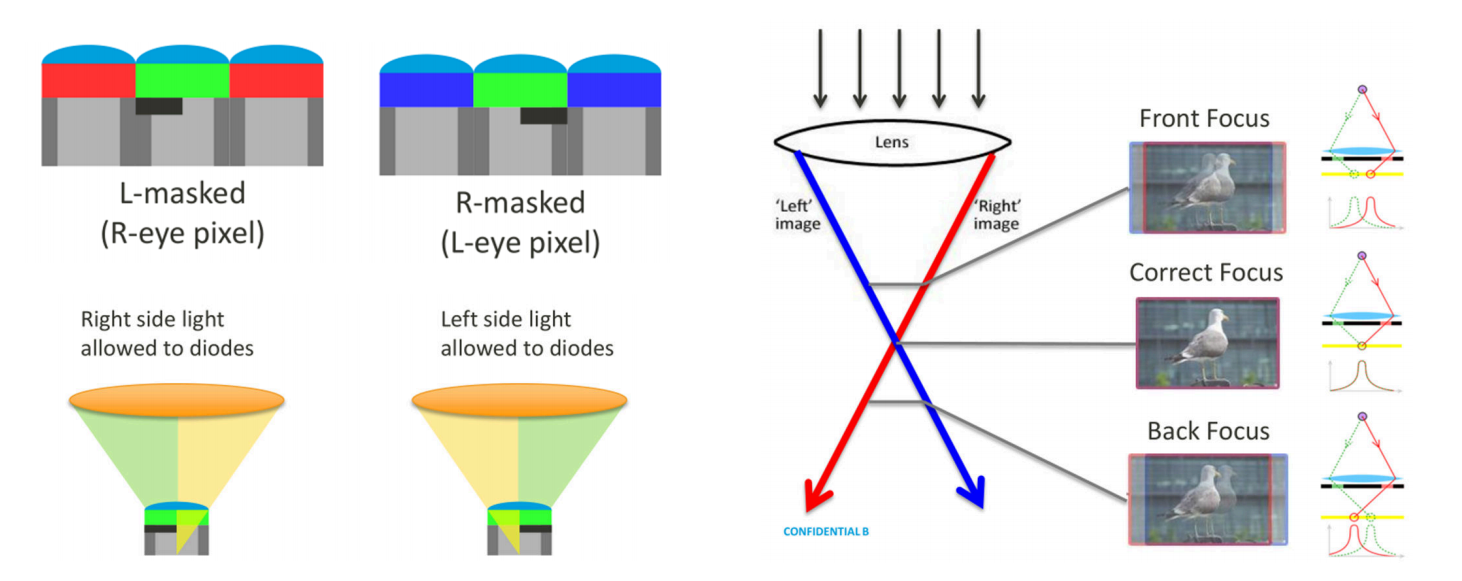 L-masked
(R-eye pixel)
R-masked
(L-eye pixel)
Right side light
allowed to diodes
Left side light
allowed to diodes
Lens
‘Left’
image
‘Right’
image
CONFIDENTIAL B
Front Focus
Correct Focus
Back Focus